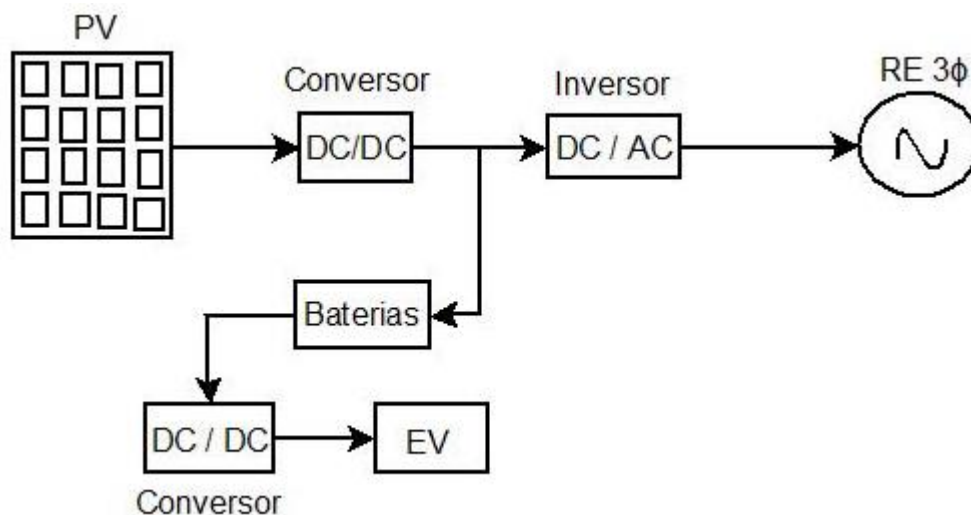 PV
Conversor
DC/DC
Inversor
DC / AC
RE 3ϕ
Baterias
DC / DC
Conversor
EV